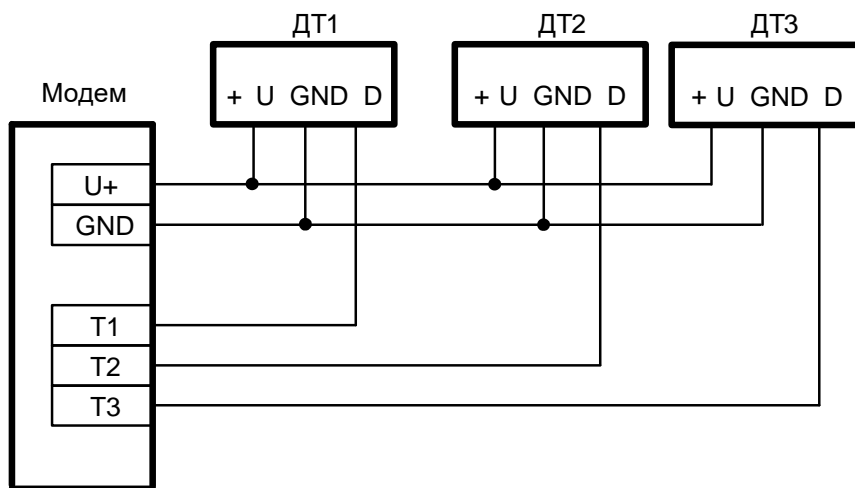 ДТ1 ДТ2 ДТ3
+ U GND D + U GND D + U GND D
Модем
U+
GND
T1
T2
T3